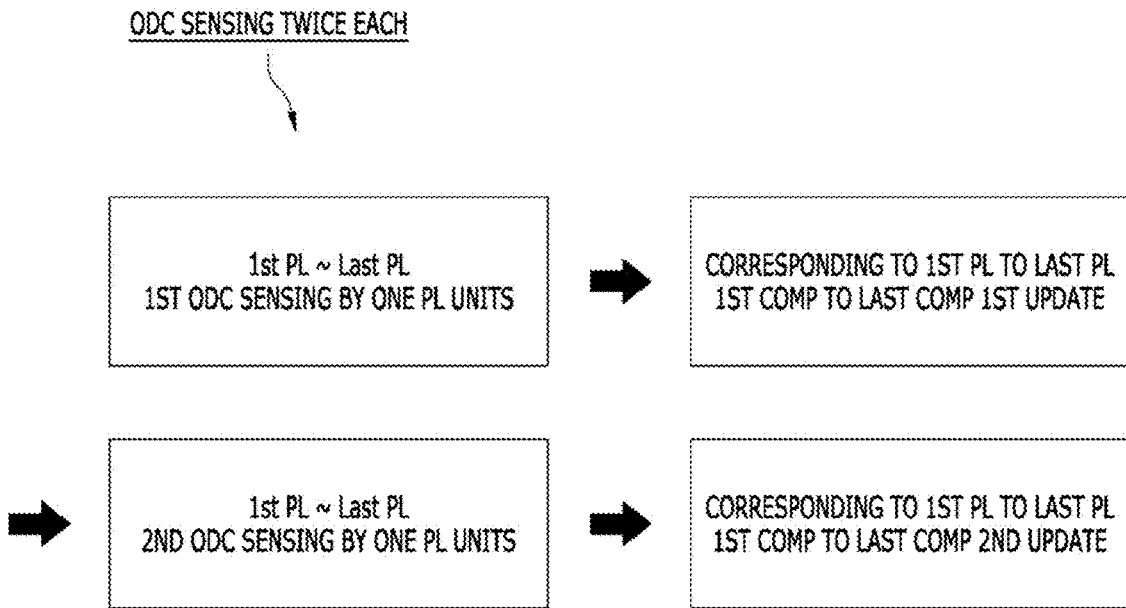 ODC SENSING TWICE EACH
1st PL ~ Last PL
1ST ODC SENSING BY ONE PL UNITS
CORRESPONDING TO 1ST PL TO LAST PL
1ST COMP TO LAST COMP 1ST UPDATE
1st PL ~ Last PL
2ND ODC SENSING BY ONE PL UNITS
CORRESPONDING TO 1ST PL TO LAST PL
1ST COMP TO LAST COMP 2ND UPDATE